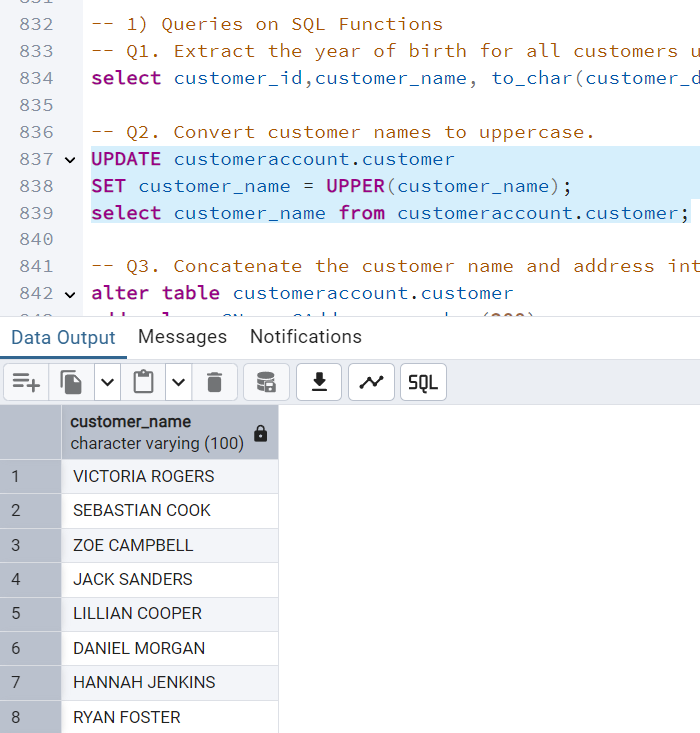 832 -- 1) Queries on SQL Functions
833 -- Q1. Extract the year of birth for all customers
834 select customer_id,customer_name, to_char(customer_d
835
836 -- Q2. Convert customer names to uppercase.
837 UPDATE customeraccount.customer
838 SET customer_name = UPPER(customer_name);
839 select customer_name from customeraccount.customer;
840
841 -- Q3. Concatenate the customer name and address int
842 alter table customeraccount.customer
Data Output Messages Notifications
SQL
customer_name
character varying (100)
1 VICTORIA ROGERS
2 SEBASTIAN COOK
3 ZOE CAMPBELL
4 JACK SANDERS
5 LILLIAN COOPER
6 DANIEL MORGAN
7 HANNAH JENKINS
8 RYAN FOSTER